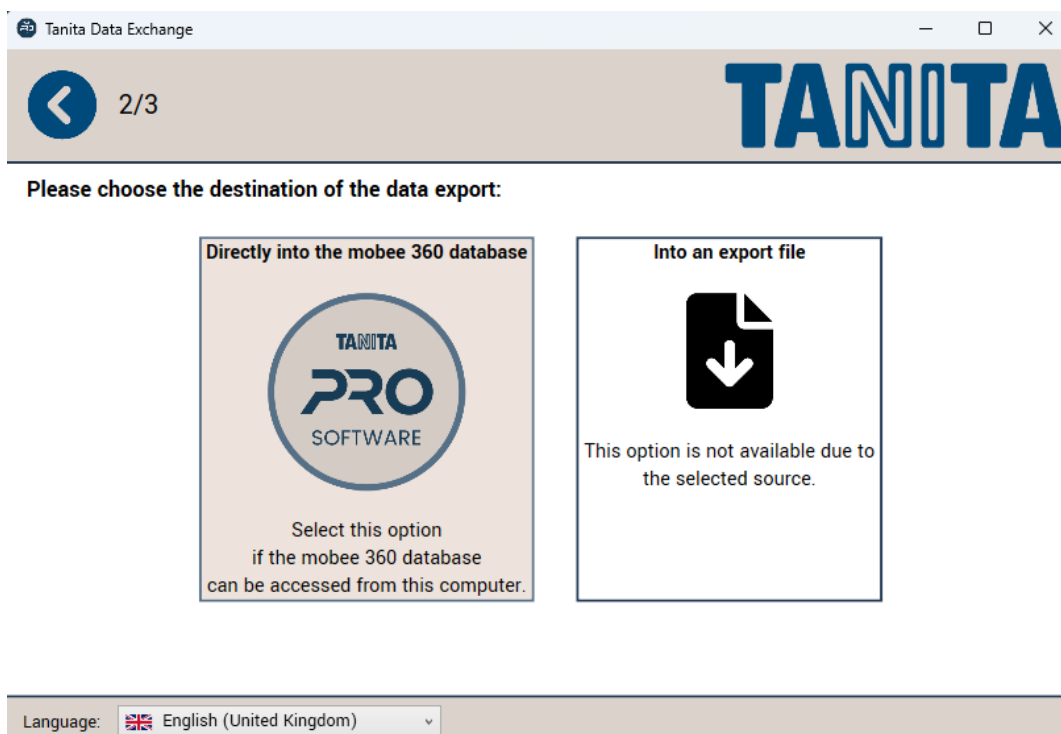 Tanita Data Exchange
2/3
TANITA
Please choose the destination of the data export:
Directly into the mobee 360 database
TANITA
PRO
SOFTWARE
Select this option
if the mobee 360 database
can be accessed from this computer.
Into an export file
This option is not available due to
the selected source.
Language:
English (United Kingdom)